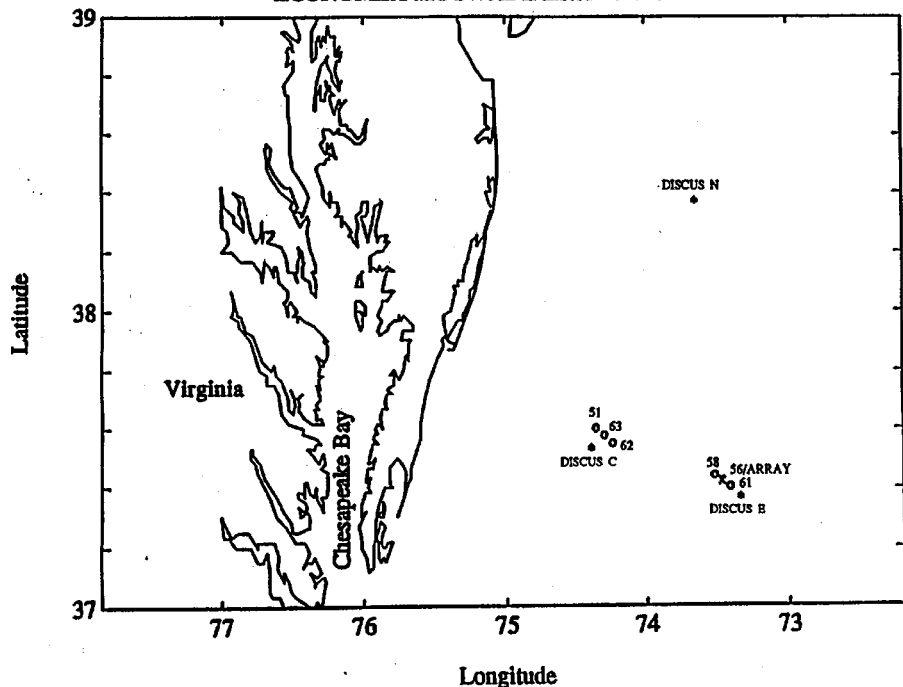 39
DISCUS N
Latitude
38
Virginia
Chesapeake Bay
51
63
62
DISCUS C
58
56/ARRAY
61
DISCUS E
37
77
76
75
74
73
Longitude